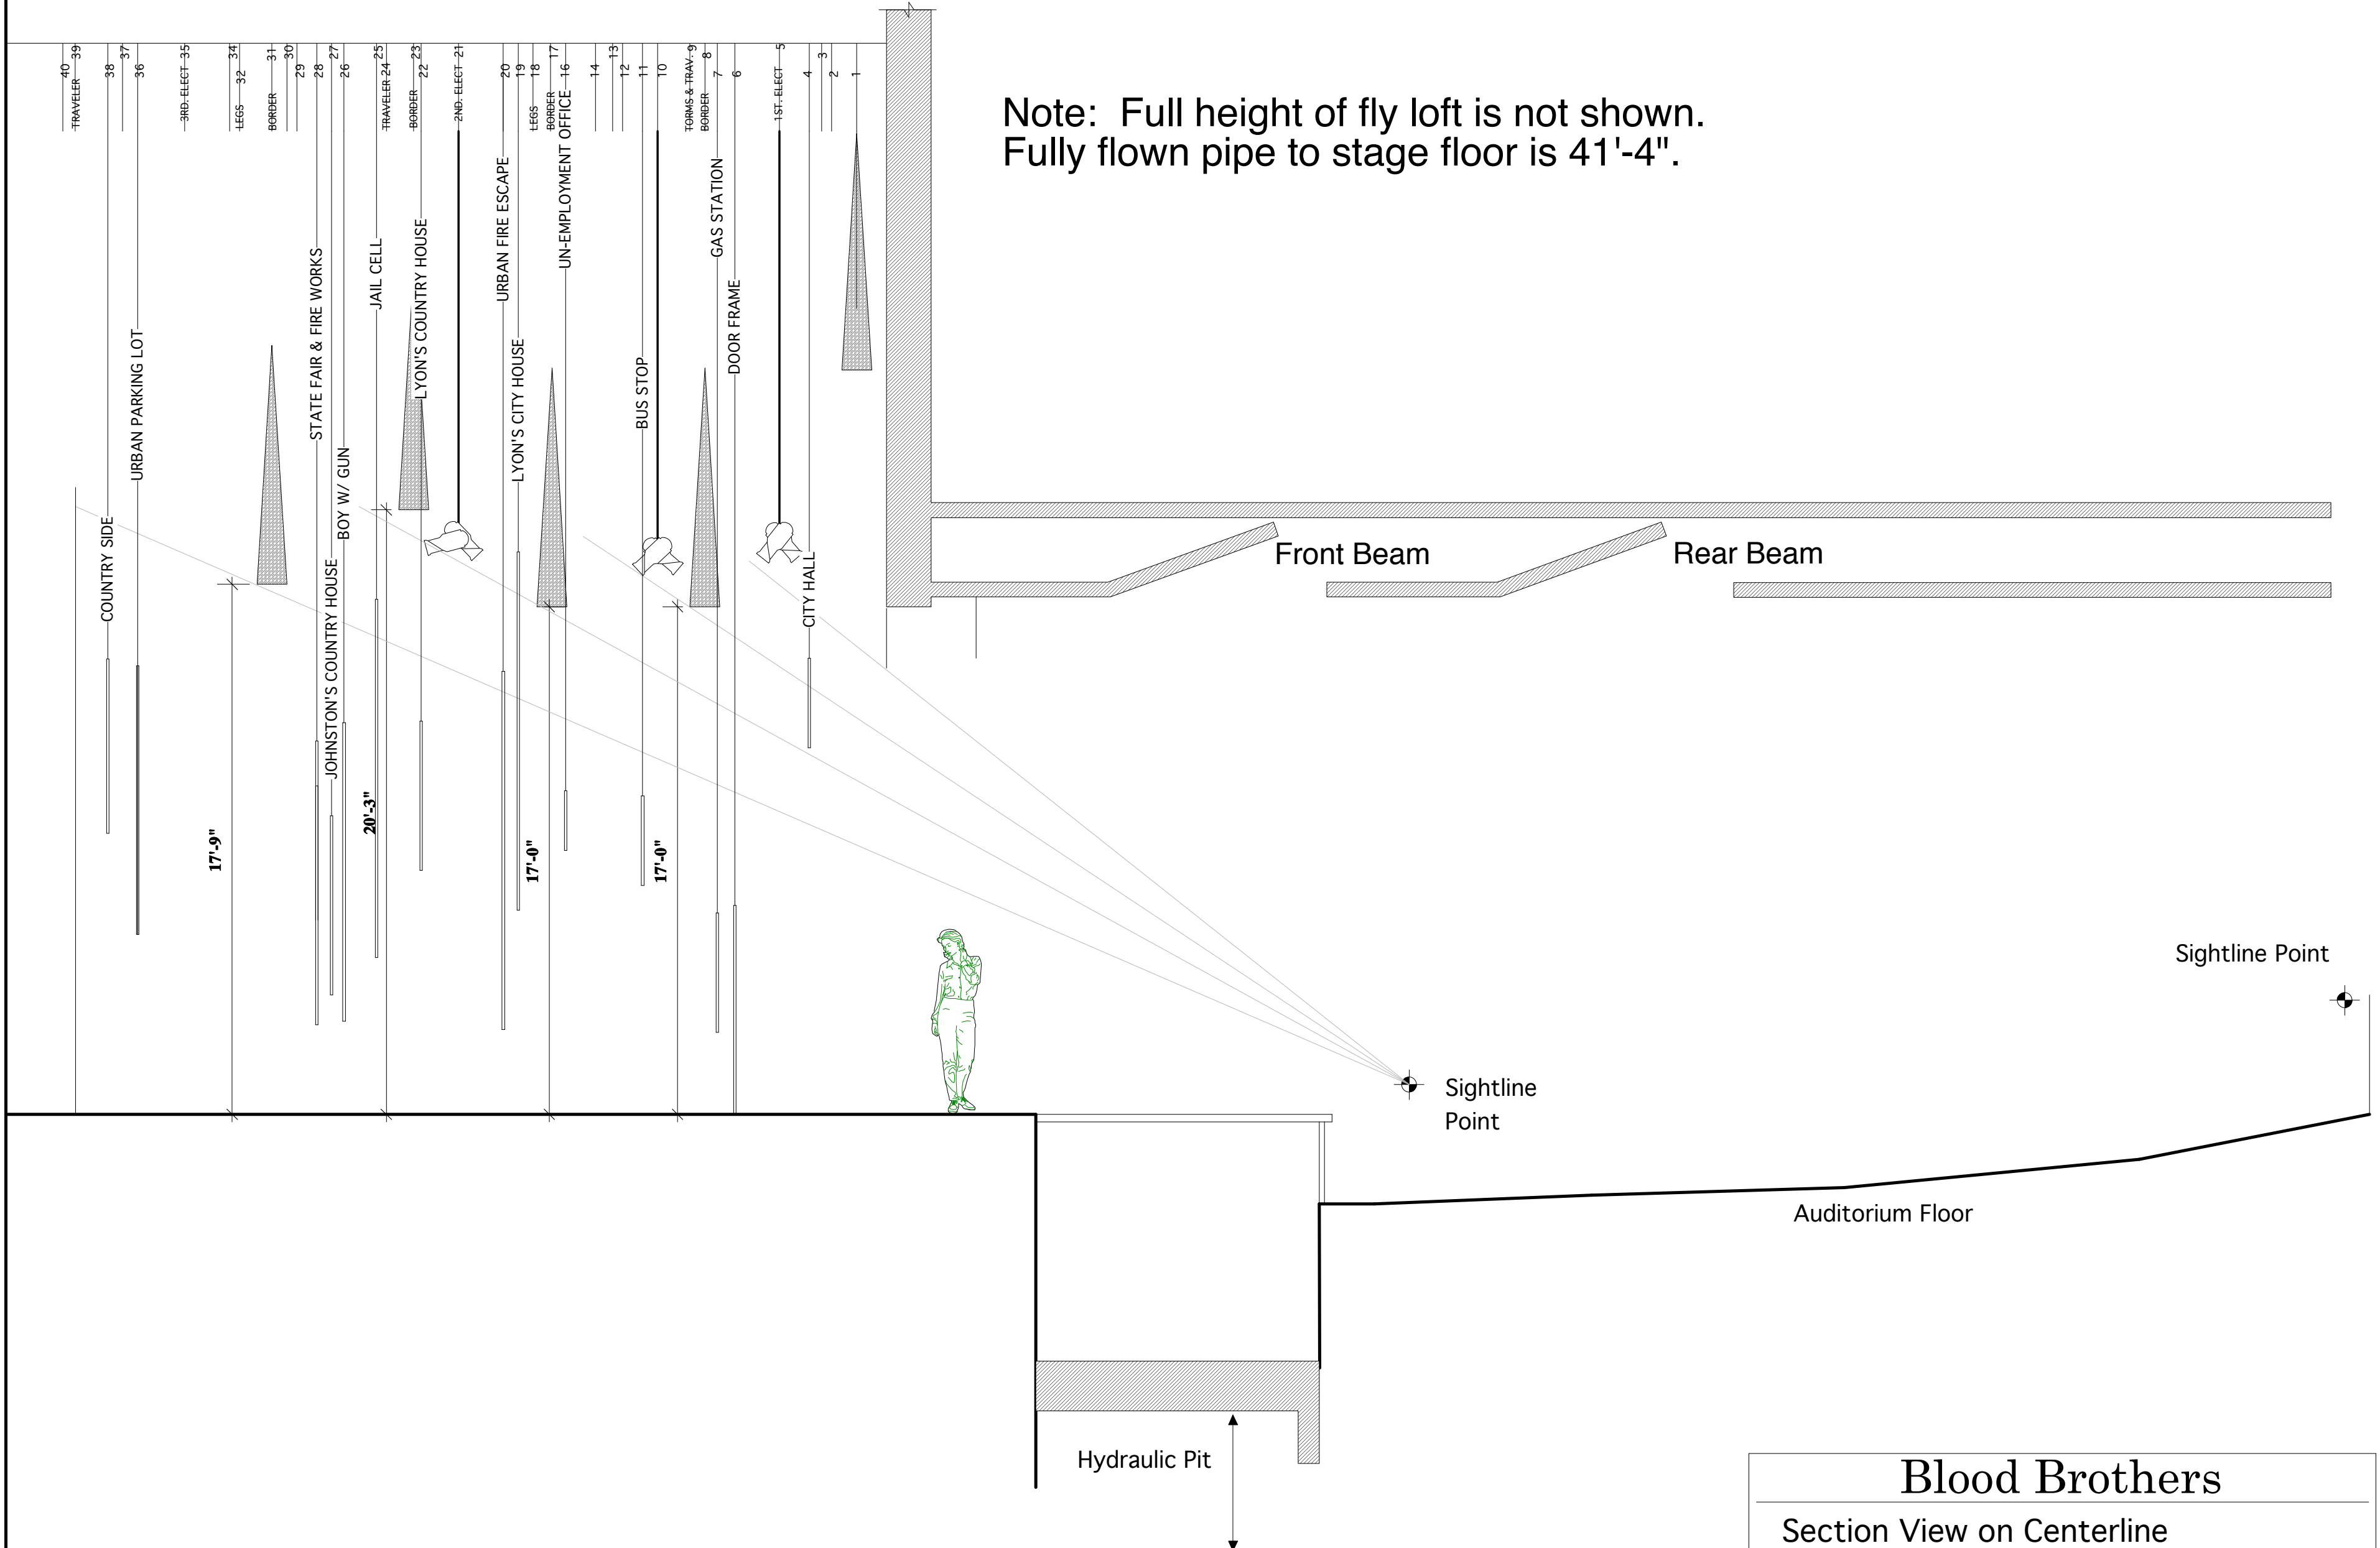 40
TRAVELER 39
38
37
36
3RD. ELECT 35
34
LEGS 32
BORDER 31
30
29
28
27
26
25
TRAVELER 24
BORDER 23
22
2ND. ELECT 21
20
19
LEGS 18
BORDER 17
16
14
13
12
11
10
TORMS & TRAV. 9
BORDER 8
7
6
1ST. ELECT 5
4
3
2
1
Note: Full height of fly loft is not shown.
Fully flown pipe to stage floor is 41'-4".
COUNTRY SIDE
URBAN PARKING LOT
STATE FAIR & FIRE WORKS
JOHNSTON'S COUNTRY HOUSE
BOY W/ GUN
JAIL CELL
LYON'S COUNTRY HOUSE
URBAN FIRE ESCAPE
LYON'S CITY HOUSE
UN-EMPLOYMENT OFFICE
BUS STOP
GAS STATION
DOOR FRAME
CITY HALL
Front Beam
Rear Beam
17'-9"
20'-3"
17'-0"
17'-0"
Sightline Point
Sightline
Point
Auditorium Floor
Hydraulic Pit
Blood Brothers
Section View on Centerline